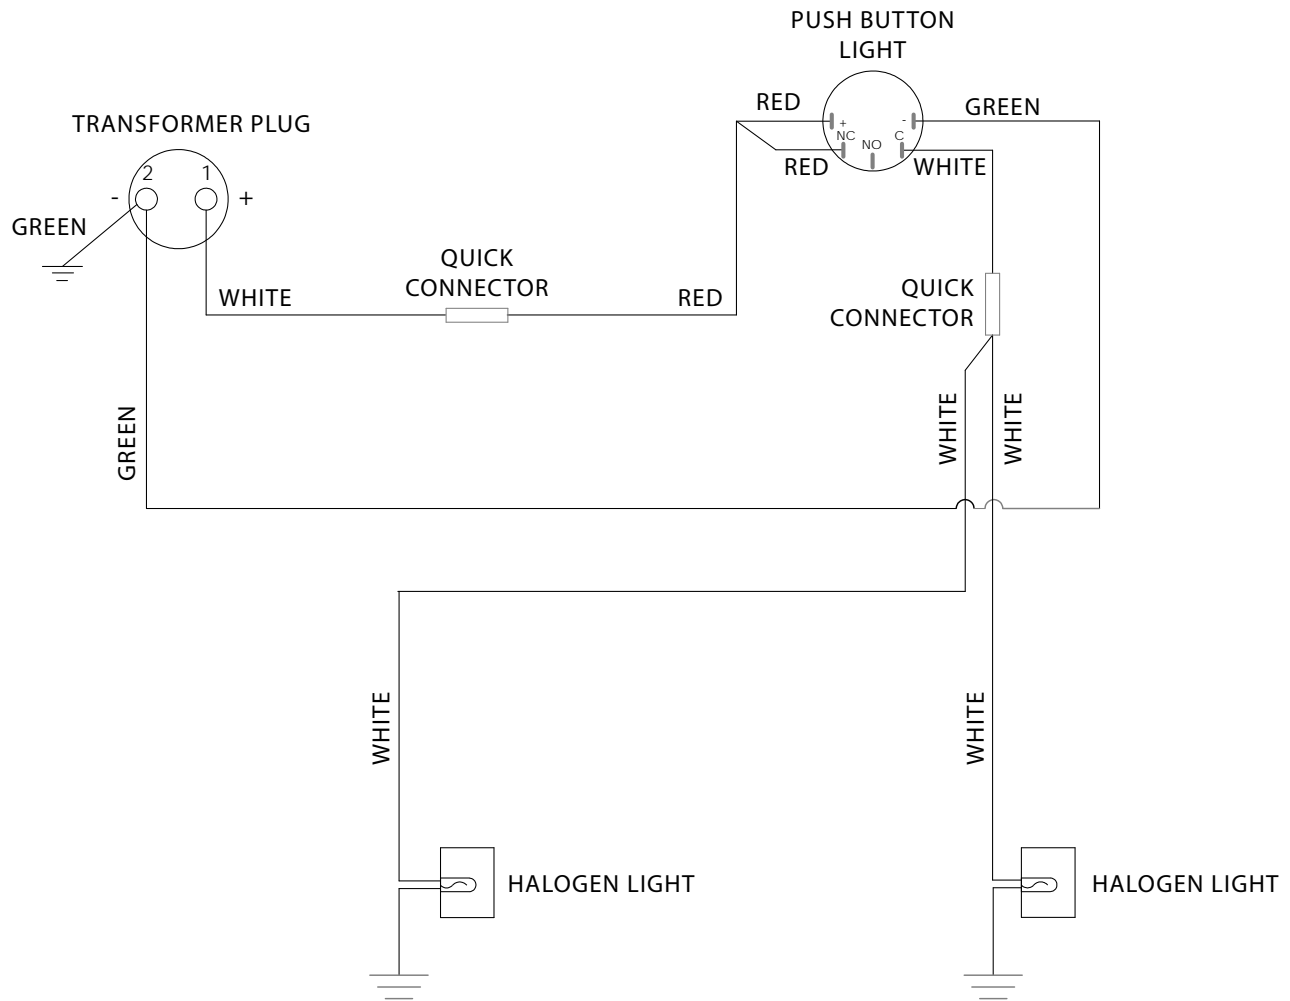 PUSH BUTTON
LIGHT
TRANSFORMER PLUG
2 1
- +
GREEN
RED
+ -
NC NO C
GREEN
RED
WHITE
QUICK
CONNECTOR
WHITE
RED
QUICK
CONNECTOR
GREEN
WHITE
WHITE
WHITE
WHITE
HALOGEN LIGHT
HALOGEN LIGHT